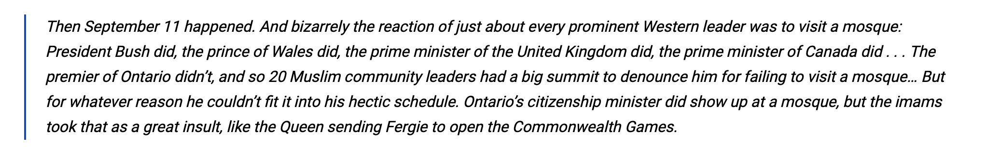 Then September 11 happened. And bizarrely the reaction of just about every prominent Western leader was to visit a mosque:
President Bush did, the prince of Wales did, the prime minister of the United Kingdom did, the prime minister of Canada did . . . The
premier of Ontario didn’t, and so 20 Muslim community leaders had a big summit to denounce him for failing to visit a mosque… But
for whatever reason he couldn’t fit it into his hectic schedule. Ontario’s citizenship minister did show up at a mosque, but the imams
took that as a great insult, like the Queen sending Fergie to open the Commonwealth Games.